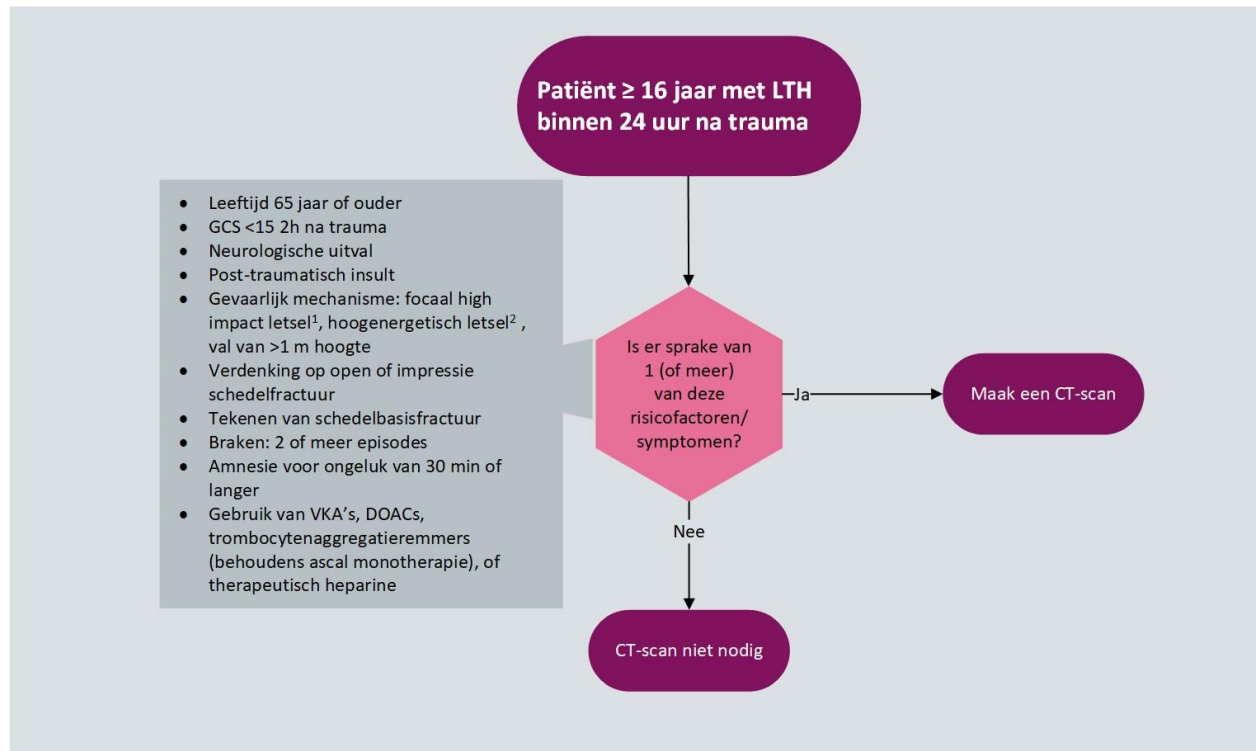 Patiënt ≥ 16 jaar met LTH
binnen 24 uur na trauma
• Leeftijd 65 jaar of ouder
• GCS <15 2h na trauma
• Neurologische uitval
• Post-traumatisch insult
• Gevaarlijk mechanisme: focaal high
impact letsel¹, hoogenergetisch letsel² ,
val van >1 m hoogte
• Verdenking op open of impressie
schedelfractuur
• Tekenen van schedelbasisfractuur
• Braken: 2 of meer episodes
• Amnesie voor ongeluk van 30 min of
langer
• Gebruik van VKA’s, DOACs,
trombocytenaggregatieremmers
(behoudens ascal monotherapie), of
therapeutisch heparine
Is er sprake van
1 (of meer)
van deze
risicofactoren/
symptomen?
Ja
Maak een CT-scan
Nee
CT-scan niet nodig